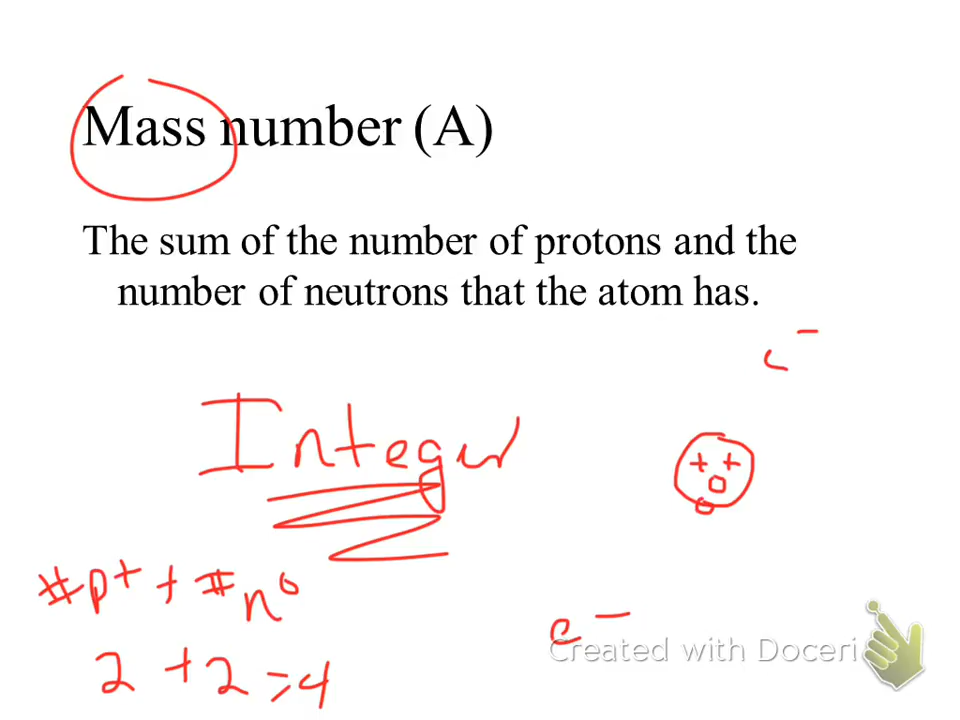 Mass number (A)
The sum of the number of protons and the
number of neutrons that the atom has.
e⁻
Integer
+ +
#p⁺ + #n⁰
e⁻
Created with Doceri
2 + 2 = 4